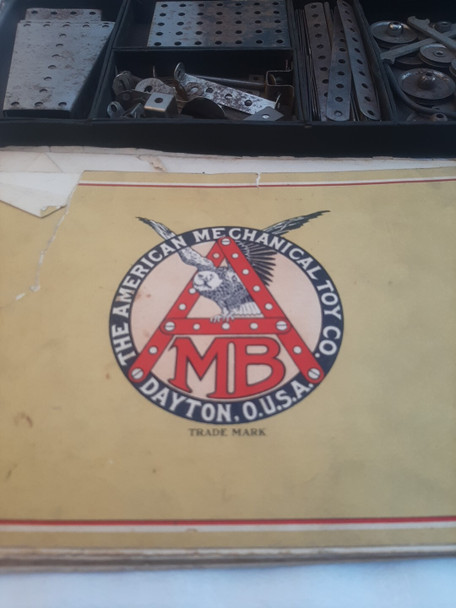 THE AMERICAN MECHANICAL TOY CO.
AMB
DAYTON, O.U.S.A.
TRADE MARK